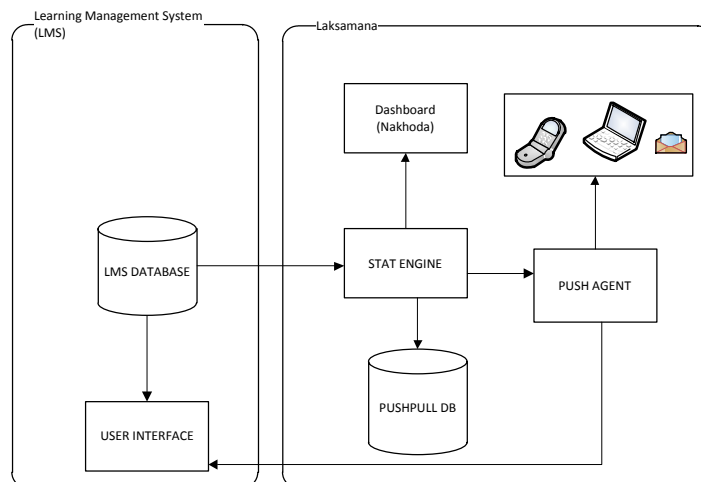 Learning Management System
(LMS)
Laksamana
Dashboard
(Nakhoda)
LMS DATABASE
STAT ENGINE
PUSH AGENT
PUSHPULL DB
USER INTERFACE